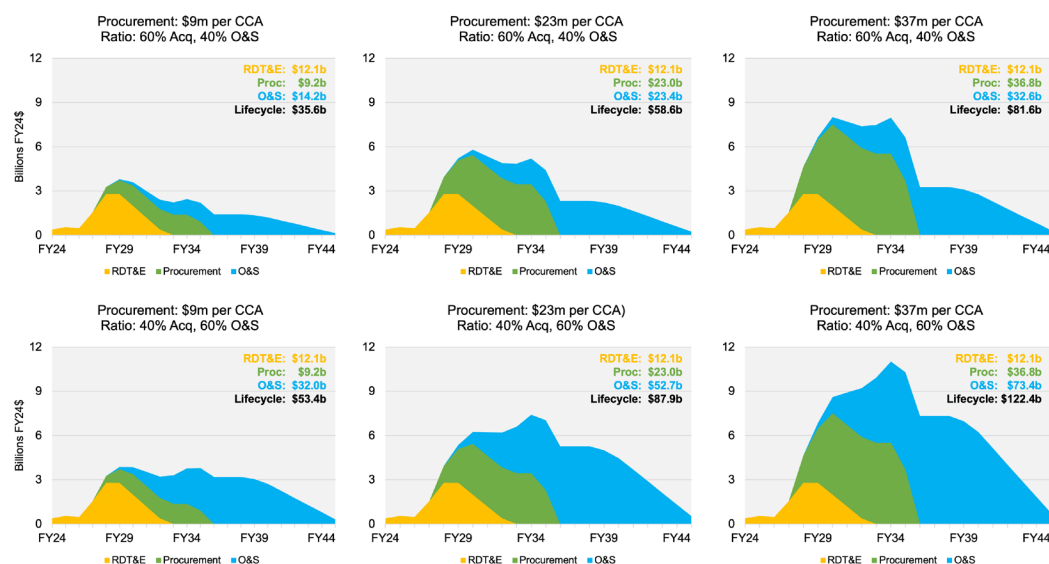 Procurement: $9m per CCA
Ratio: 60% Acq, 40% O&S
Billions FY24$
12
9
6
3
0
RDT&E: $12.1b
Proc: $9.2b
O&S: $14.2b
Lifecycle: $35.6b
FY24 FY29 FY34 FY39 FY44
RDT&E Procurement O&S
Procurement: $23m per CCA
Ratio: 60% Acq, 40% O&S
12
9
6
3
0
RDT&E: $12.1b
Proc: $23.0b
O&S: $23.4b
Lifecycle: $58.6b
FY24 FY29 FY34 FY39 FY44
RDT&E Procurement O&S
Procurement: $37m per CCA
Ratio: 60% Acq, 40% O&S
12
9
6
3
0
RDT&E: $12.1b
Proc: $36.8b
O&S: $32.6b
Lifecycle: $81.6b
FY24 FY29 FY34 FY39 FY44
RDT&E Procurement O&S
Procurement: $9m per CCA
Ratio: 40% Acq, 60% O&S
Billions FY24$
12
9
6
3
0
RDT&E: $12.1b
Proc: $9.2b
O&S: $32.0b
Lifecycle: $53.4b
FY24 FY29 FY34 FY39 FY44
RDT&E Procurement O&S
Procurement: $23m per CCA)
Ratio: 40% Acq, 60% O&S
12
9
6
3
0
RDT&E: $12.1b
Proc: $23.0b
O&S: $52.7b
Lifecycle: $87.9b
FY24 FY29 FY34 FY39 FY44
RDT&E Procurement O&S
Procurement: $37m per CCA
Ratio: 40% Acq, 60% O&S
12
9
6
3
0
RDT&E: $12.1b
Proc: $36.8b
O&S: $73.4b
Lifecycle: $122.4b
FY24 FY29 FY34 FY39 FY44
RDT&E Procurement O&S